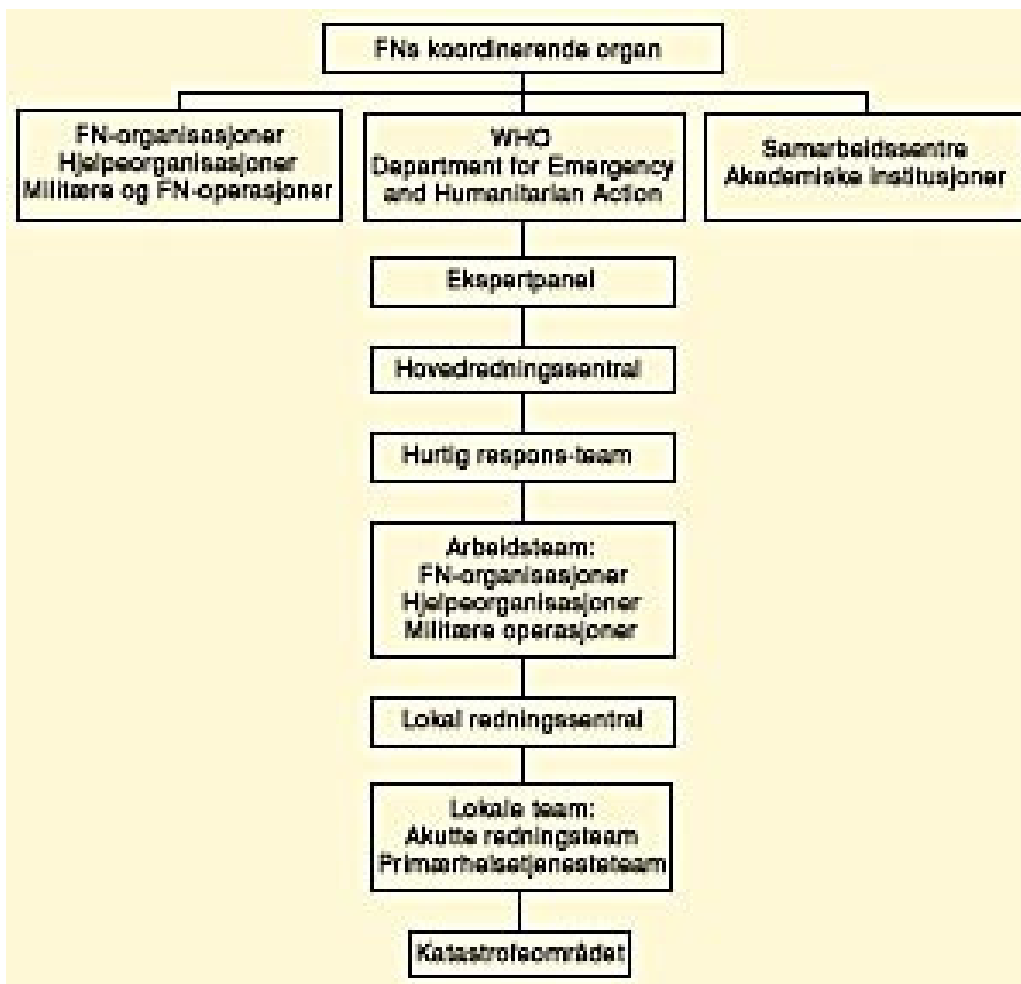 FNs koordinerende organ
FN-organisasjoner
Hjelpeorganisasjoner
Militære og FN-operasjoner
WHO
Department for Emergency
and Humanitarian Action
Samarbeidssentre
Akademiske institusjoner
Ekspertpanel
Hovedredningssentral
Hurtig respons-team
Arbeidsteam:
FN-organisasjoner
Hjelpeorganisasjoner
Militære operasjoner
Lokal redningssentral
Lokale team:
Akutte redningsteam
Primærhelsetjenesteteam
Katastrofeområdet